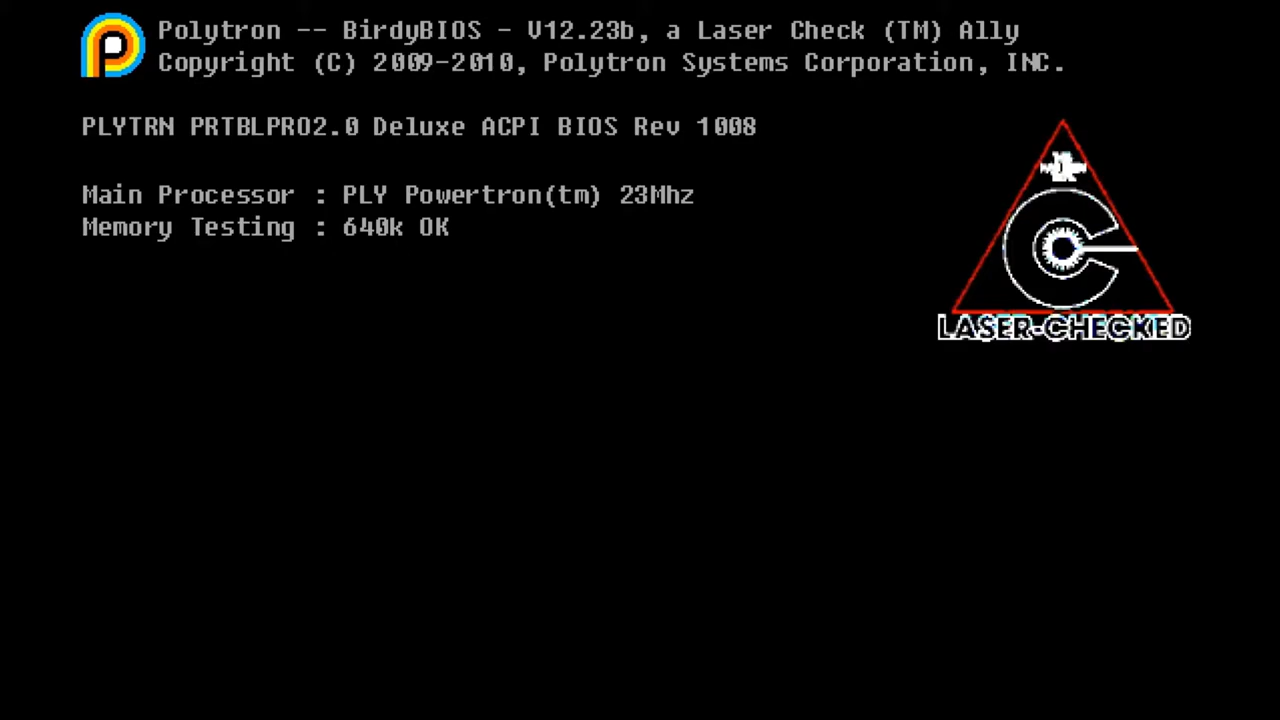 Polytron -- BirdyBIOS - V12.23b, a Laser Check (TM) Ally
Copyright (C) 2009-2010, Polytron Systems Corporation, INC.
PLYTRN PRTBLPRO2.0 Deluxe ACPI BIOS Rev 1008
Main Processor : PLY Powertron(tm) 23Mhz
Memory Testing : 640k OK
LASER-CHECKED